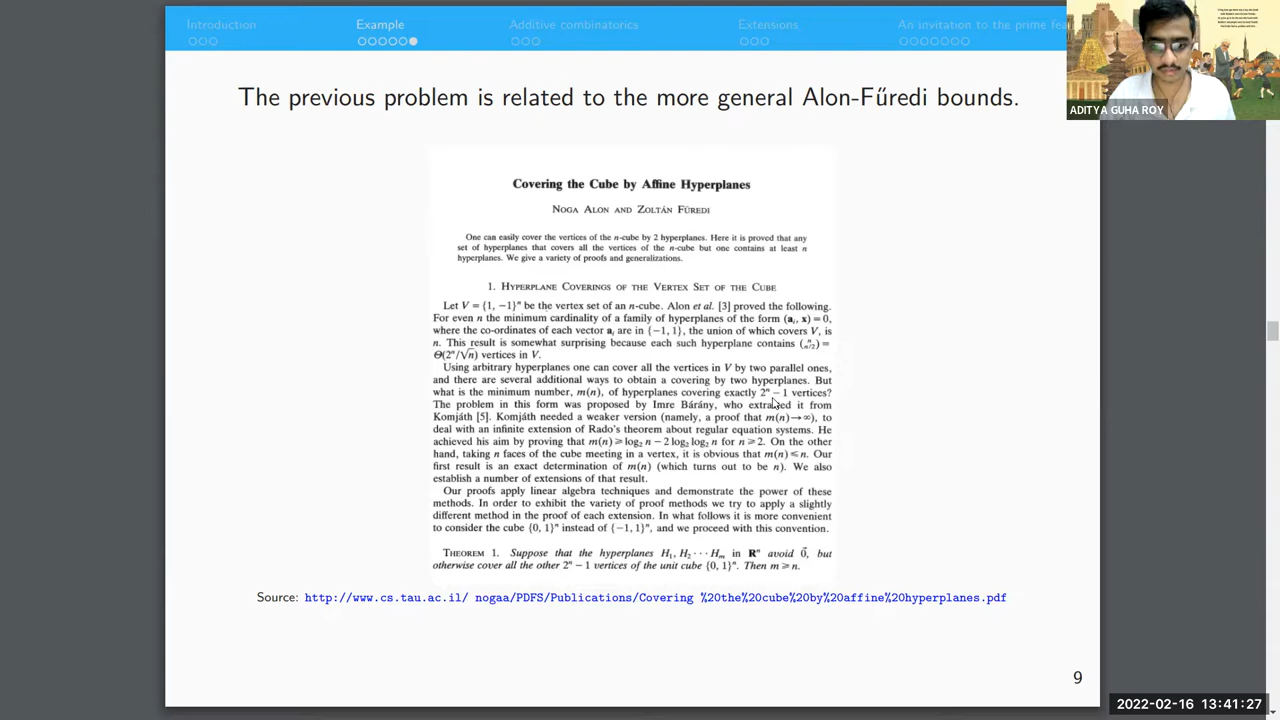 Introduction Example Additive combinatorics Extensions An invitation to the prime fea
ADITYA GUHA ROY
The previous problem is related to the more general Alon-Fűredi bounds.
Covering the Cube by Affine Hyperplanes
NOGA ALON AND ZOLTÁN FÜREDI
One can easily cover the vertices of the n-cube by 2 hyperplanes. Here it is proved that any
set of hyperplanes that covers all the vertices of the n-cube but one contains at least n
hyperplanes. We give a variety of proofs and generalizations.
1. HYPERPLANE COVERINGS OF THE VERTEX SET OF THE CUBE
Let V = {1, −1}ⁿ be the vertex set of an n-cube. Alon et al. [3] proved the following.
For even n the minimum cardinality of a family of hyperplanes of the form (aᵢ, x) = 0,
where the co-ordinates of each vector aᵢ are in {−1, 1}, the union of which covers V, is
n. This result is somewhat surprising because each such hyperplane contains (ⁿₙ/₂) =
Θ(2ⁿ/√n) vertices in V.
Using arbitrary hyperplanes one can cover all the vertices in V by two parallel ones,
and there are several additional ways to obtain a covering by two hyperplanes. But
what is the minimum number, m(n), of hyperplanes covering exactly 2ⁿ − 1 vertices?
The problem in this form was proposed by Imre Bárány, who extracted it from
Komjáth [5]. Komjáth needed a weaker version (namely, a proof that m(n)→∞), to
deal with an infinite extension of Rado's theorem about regular equation systems. He
achieved his aim by proving that m(n) ≥ log₂ n − 2 log₂ log₂ n for n ≥ 2. On the other
hand, taking n faces of the cube meeting in a vertex, it is obvious that m(n) ≤ n. Our
first result is an exact determination of m(n) (which turns out to be n). We also
establish a number of extensions of that result.
Our proofs apply linear algebra techniques and demonstrate the power of these
methods. In order to exhibit the variety of proof methods we try to apply a slightly
different method in the proof of each extension. In what follows it is more convenient
to consider the cube {0, 1}ⁿ instead of {−1, 1}ⁿ, and we proceed with this convention.
THEOREM 1. Suppose that the hyperplanes H₁, H₂ ··· Hₘ in Rⁿ avoid 0⃗, but
otherwise cover all the other 2ⁿ − 1 vertices of the unit cube {0, 1}ⁿ. Then m ≥ n.
Source: http://www.cs.tau.ac.il/ nogaa/PDFS/Publications/Covering %20the%20cube%20by%20affine%20hyperplanes.pdf
9
2022-02-16 13:41:27